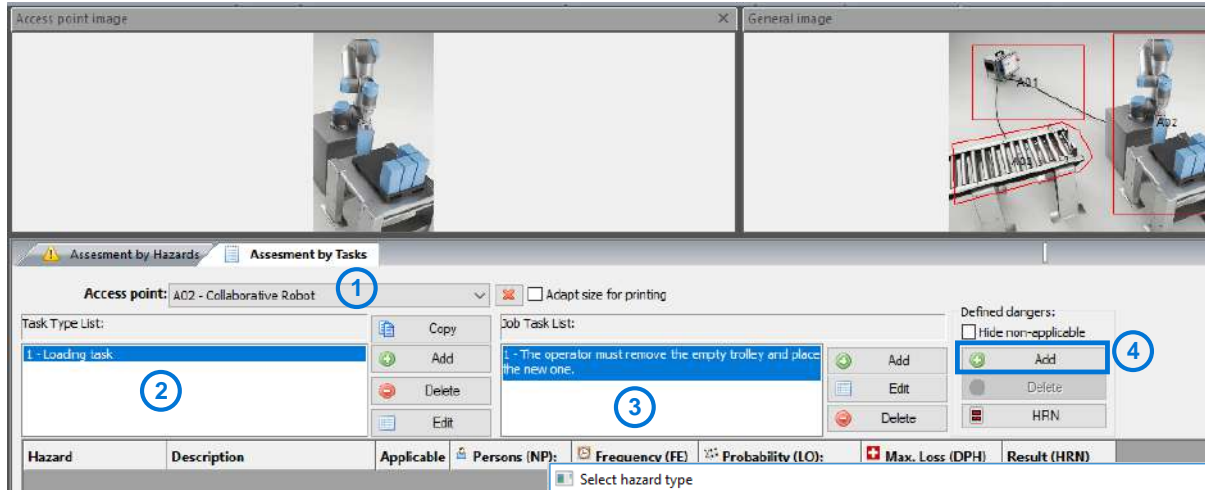 Access point image
General image
A01
A02
A03
Assesment by Hazards
Assesment by Tasks
1
Access point:
A02 - Collaborative Robot
Adapt size for printing
Defined dangers:
Task Type List:
Copy
Job Task List:
Hide non-applicable
1 - Loading task
Add
1 - The operator must remove the empty trolley and place
the new one.
Add
Add
4
2
Delete
3
Edit
Delete
Edit
Delete
HRN
Hazard
Description
Applicable
Persons (NP):
Frequency (FE)
Probability (LO):
Max. Loss (DPH)
Result (HRN)
Select hazard type